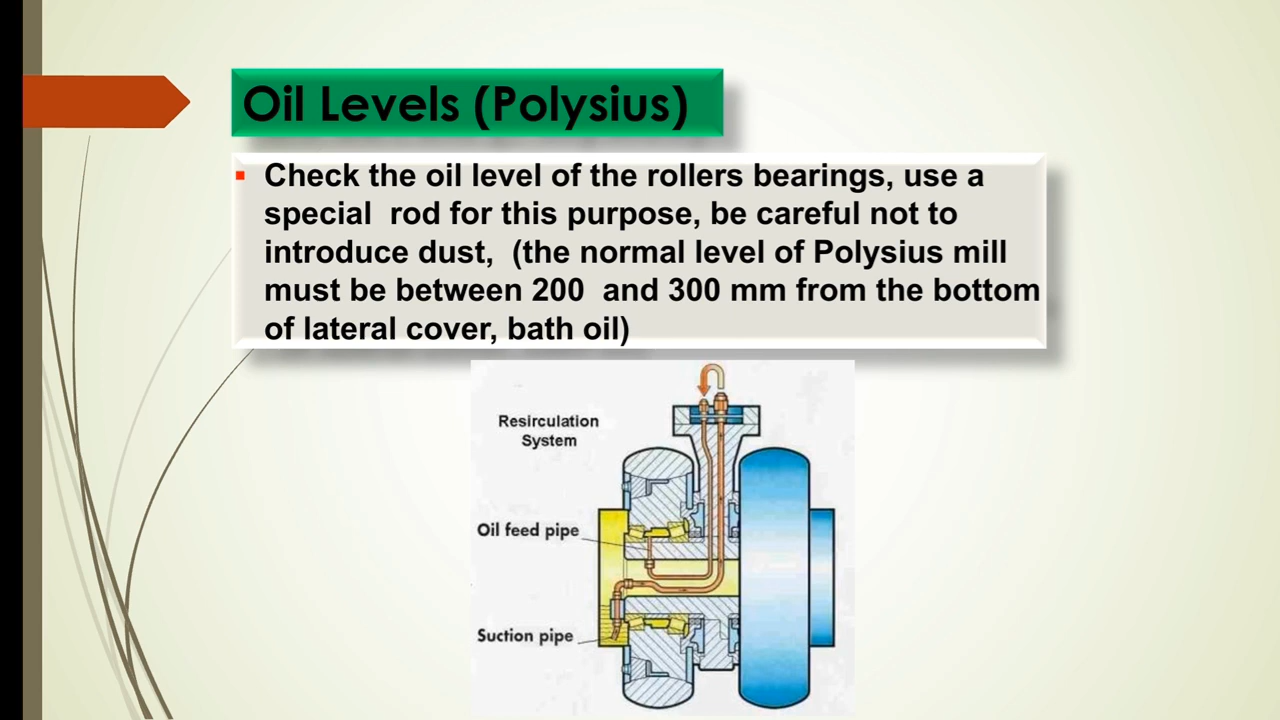 Oil Levels (Polysius)
Check the oil level of the rollers bearings, use a
special rod for this purpose, be careful not to
introduce dust, (the normal level of Polysius mill
must be between 200 and 300 mm from the bottom
of lateral cover, bath oil)
Resirculation
System
Oil feed pipe
Suction pipe